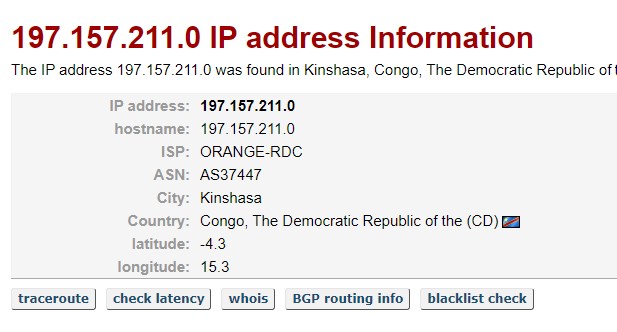 197.157.211.0 IP address Information
The IP address 197.157.211.0 was found in Kinshasa, Congo, The Democratic Republic of
IP address: 197.157.211.0
hostname: 197.157.211.0
ISP: ORANGE-RDC
ASN: AS37447
City: Kinshasa
Country: Congo, The Democratic Republic of the (CD)
latitude: -4.3
longitude: 15.3
traceroute check latency whois BGP routing info blacklist check